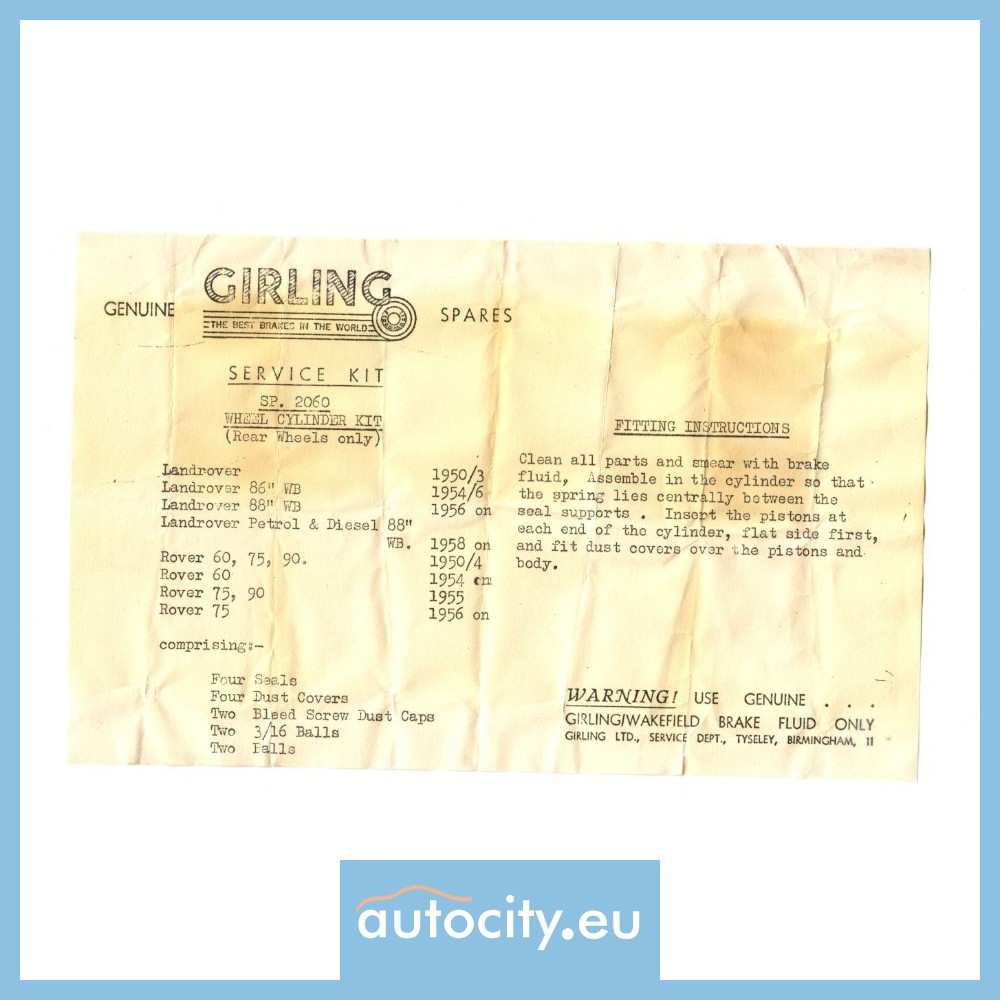 GENUINE GIRLING SPARES
THE BEST BRAKES IN THE WORLD
SERVICE KIT
SP. 2060
WHEEL CYLINDER KIT
(Rear Wheels only)
Landrover 1950/3
Landrover 86" WB 1954/6
Landrover 88" WB 1956 on
Landrover Petrol & Diesel 88"
WB. 1958 on
Rover 60, 75, 90. 1950/4
Rover 60 1954 on
Rover 75, 90 1955
Rover 75 1956 on
comprising:-
Four Seals
Four Dust Covers
Two Bleed Screw Dust Caps
Two 3/16 Balls
Two Balls
FITTING INSTRUCTIONS
Clean all parts and smear with brake
fluid, Assemble in the cylinder so that
the spring lies centrally between the
seal supports . Insert the pistons at
each end of the cylinder, flat side first,
and fit dust covers over the pistons and
body.
WARNING! USE GENUINE . . .
GIRLING/WAKEFIELD BRAKE FLUID ONLY
GIRLING LTD., SERVICE DEPT., TYSELEY, BIRMINGHAM, 11
autocity.eu